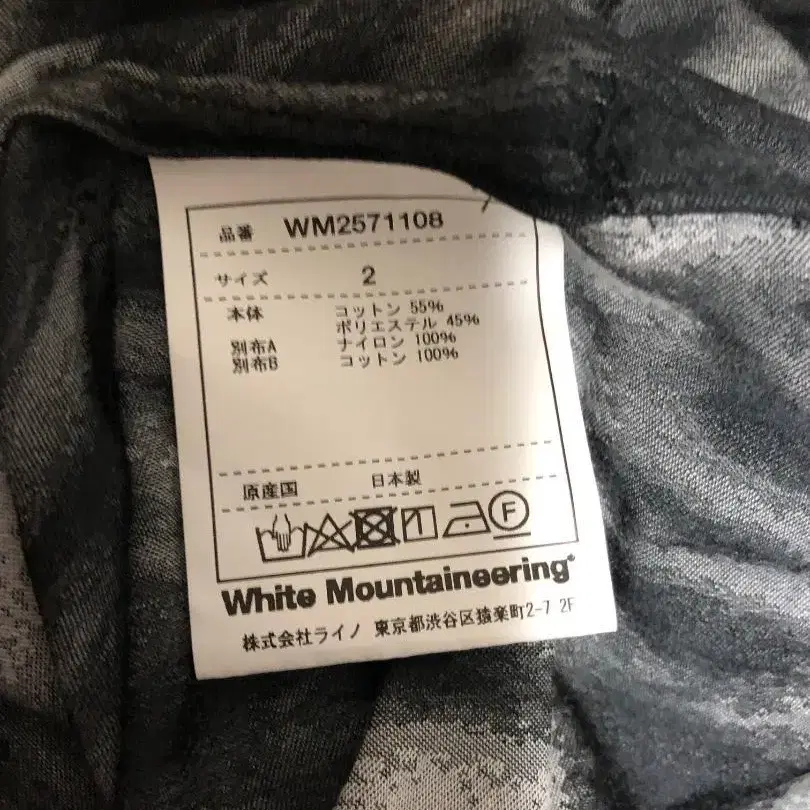 品番 WM2571108
サイズ 2
本体 コットン 55%
ポリエステル 45%
別布A ナイロン 100%
別布B コットン 100%
原産国 日本製
F
White Mountaineering
株式会社ライノ 東京都渋谷区猿楽町2-7 2F